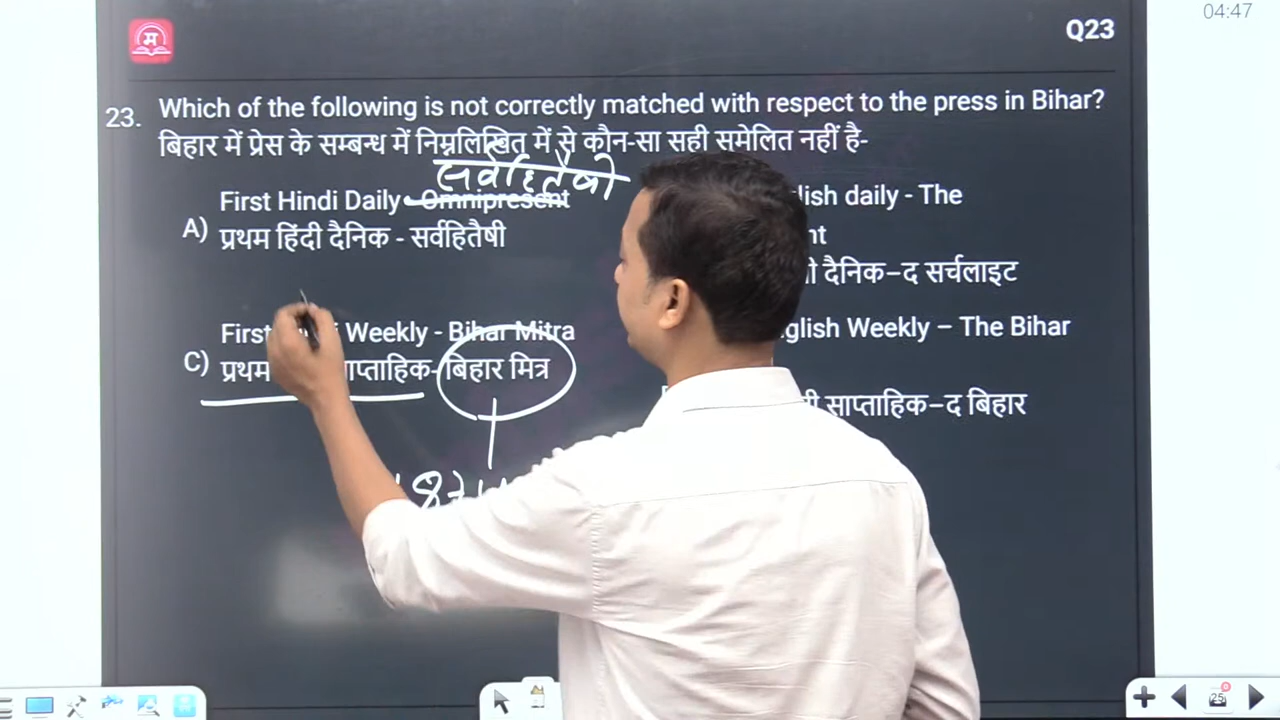 04:47
म
Q23
23. Which of the following is not correctly matched with respect to the press in Bihar?
बिहार में प्रेस के सम्बन्ध में निम्नलिखित में से कौन-सा सही समेलित नहीं है-
सर्वहितैषी
A) First Hindi Daily - Omnipresent
प्रथम हिंदी दैनिक - सर्वहितैषी
lish daily - The
nt
दैनिक–द सर्चलाइट
C) First Weekly - Bihar Mitra
प्रथम साप्ताहिक- बिहार मित्र
glish Weekly – The Bihar
साप्ताहिक–द बिहार
25